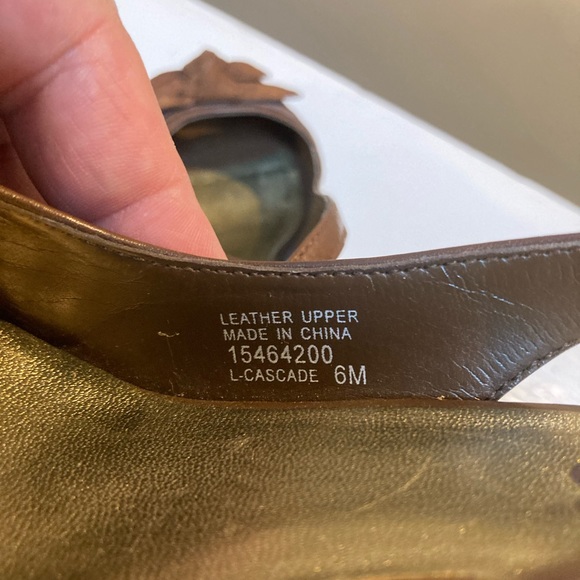 LEATHER UPPER
MADE IN CHINA
15464200
L-CASCADE 6M